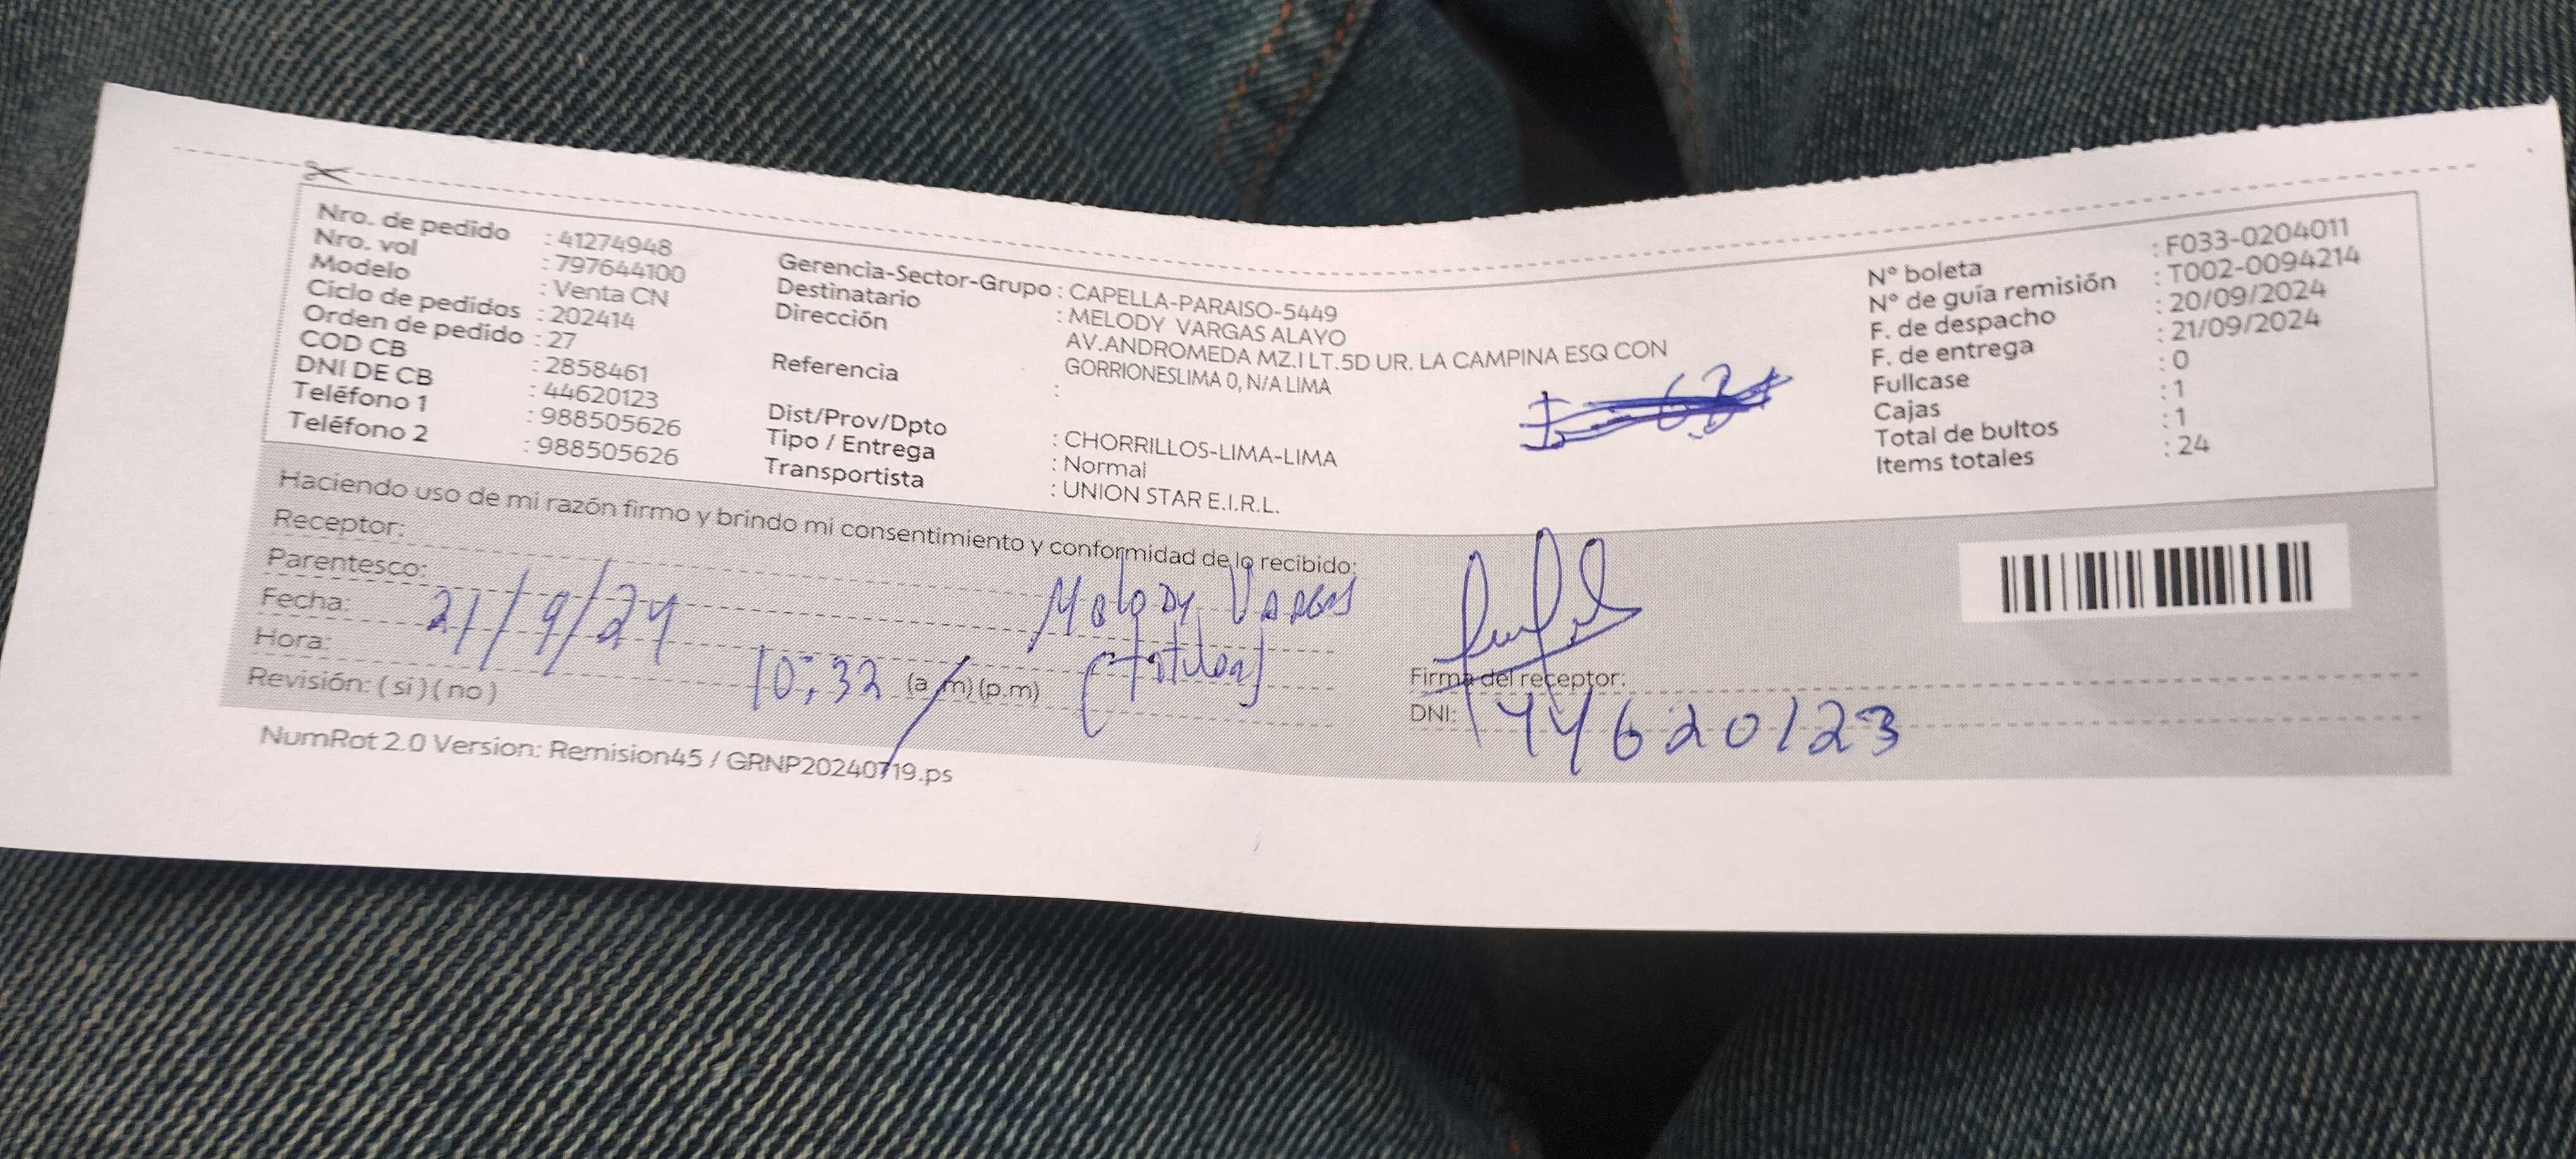 Nro. de pedido : 41274948
Nro. vol : 797644100
Modelo : Venta CN
Ciclo de pedidos : 202414
Orden de pedido : 27
COD CB : 2858461
DNI DE CB : 44620123
Teléfono 1 : 988505626
Teléfono 2 : 988505626
Gerencia-Sector-Grupo : CAPELLA-PARAISO-5449
Destinatario : MELODY VARGAS ALAYO
Dirección AV.ANDROMEDA MZ.I LT.5D UR. LA CAMPINA ESQ CON
GORRIONESLIMA 0, N/A LIMA
Referencia :
Dist/Prov/Dpto : CHORRILLOS-LIMA-LIMA
Tipo / Entrega : Normal
Transportista : UNION STAR E.I.R.L.
N° boleta : F033-0204011
N° de guía remisión : T002-0094214
F. de despacho : 20/09/2024
F. de entrega : 21/09/2024
Fullcase : 0
Cajas : 1
Total de bultos : 1
Items totales : 24
Haciendo uso de mi razón firmo y brindo mi consentimiento y conformidad de lo recibido:
Receptor: Melody Vargas
Parentesco:
Fecha: 21/9/24
Hora: 10:32 (a.m)(p.m)
Revisión: (si)(no)
Firma del receptor:
DNI: 44620123
NumRot 2.0 Version: Remision45 / GRNP20240719.ps